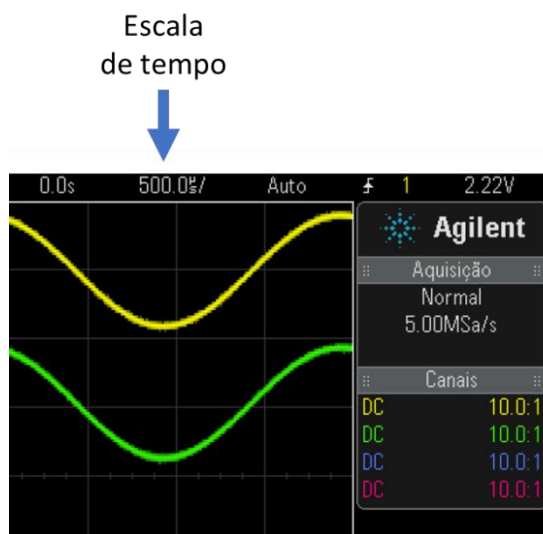 Escala
de tempo
0.0s 500.0µs/ Auto 1 2.22V
Agilent
Aquisição
Normal
5.00MSa/s
Canais
DC 10.0:1
DC 10.0:1
DC 10.0:1
DC 10.0:1